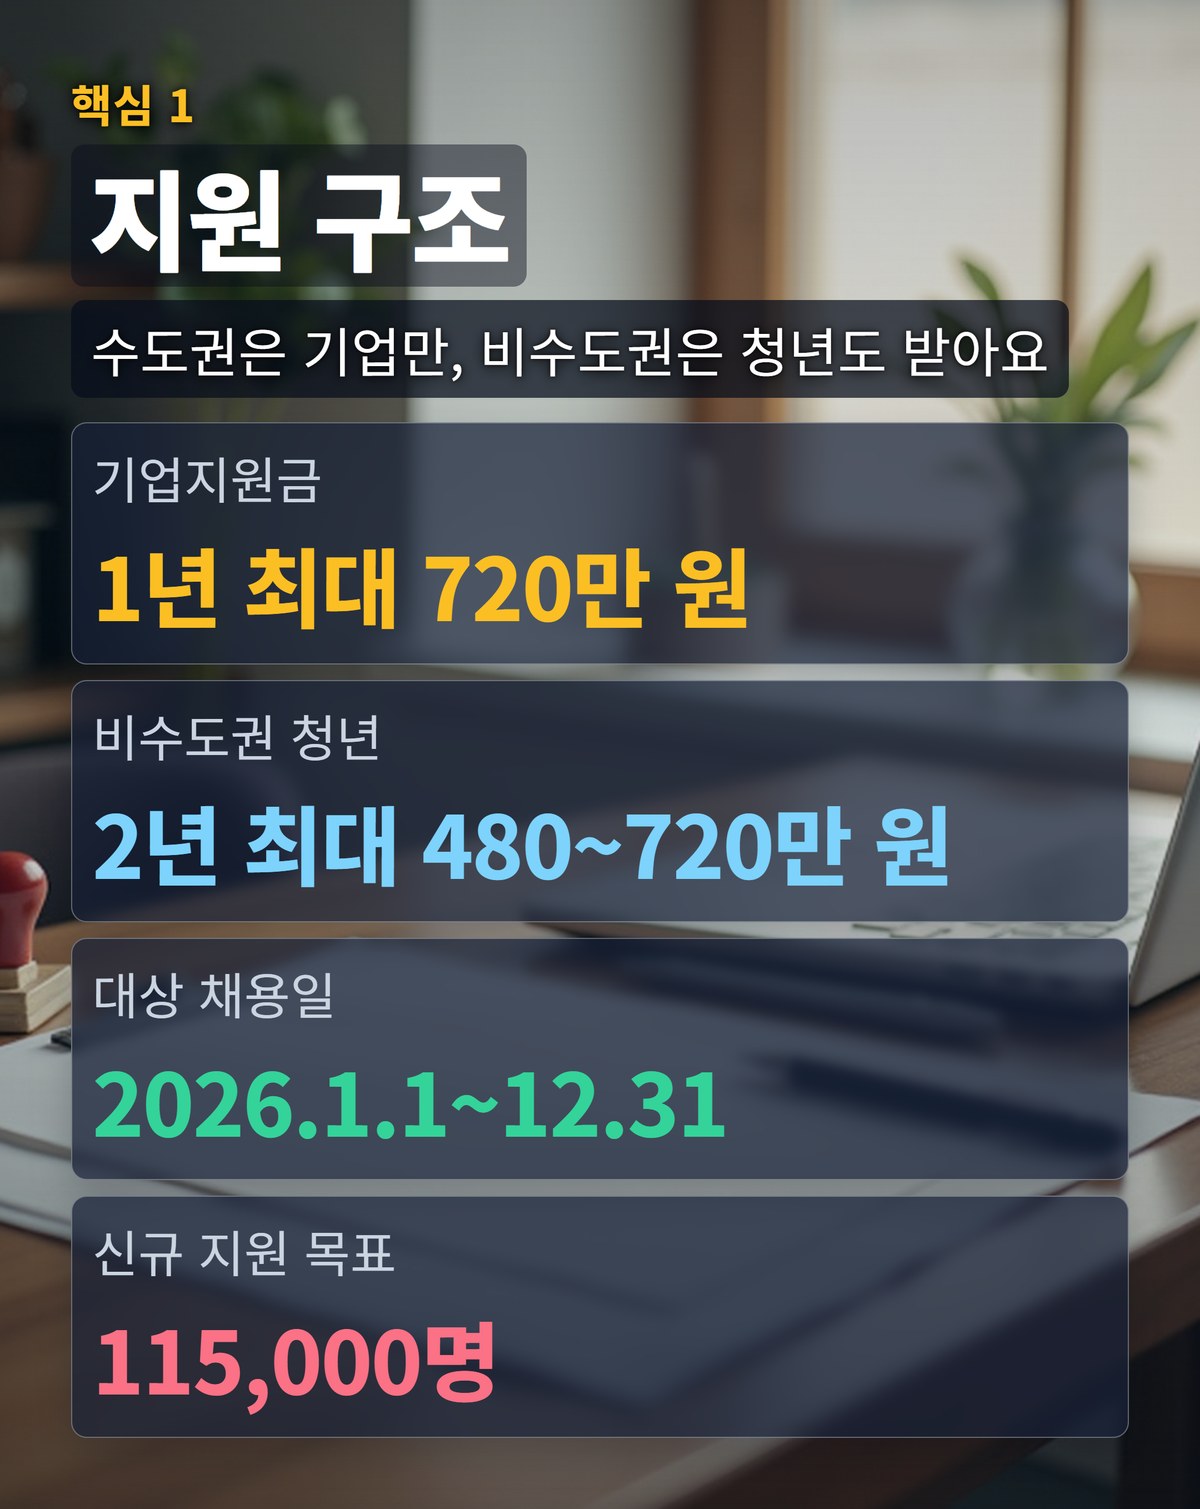 핵심 1
지원 구조
수도권은 기업만, 비수도권은 청년도 받아요
기업지원금
1년 최대 720만 원
비수도권 청년
2년 최대 480~720만 원
대상 채용일
2026.1.1~12.31
신규 지원 목표
115,000명